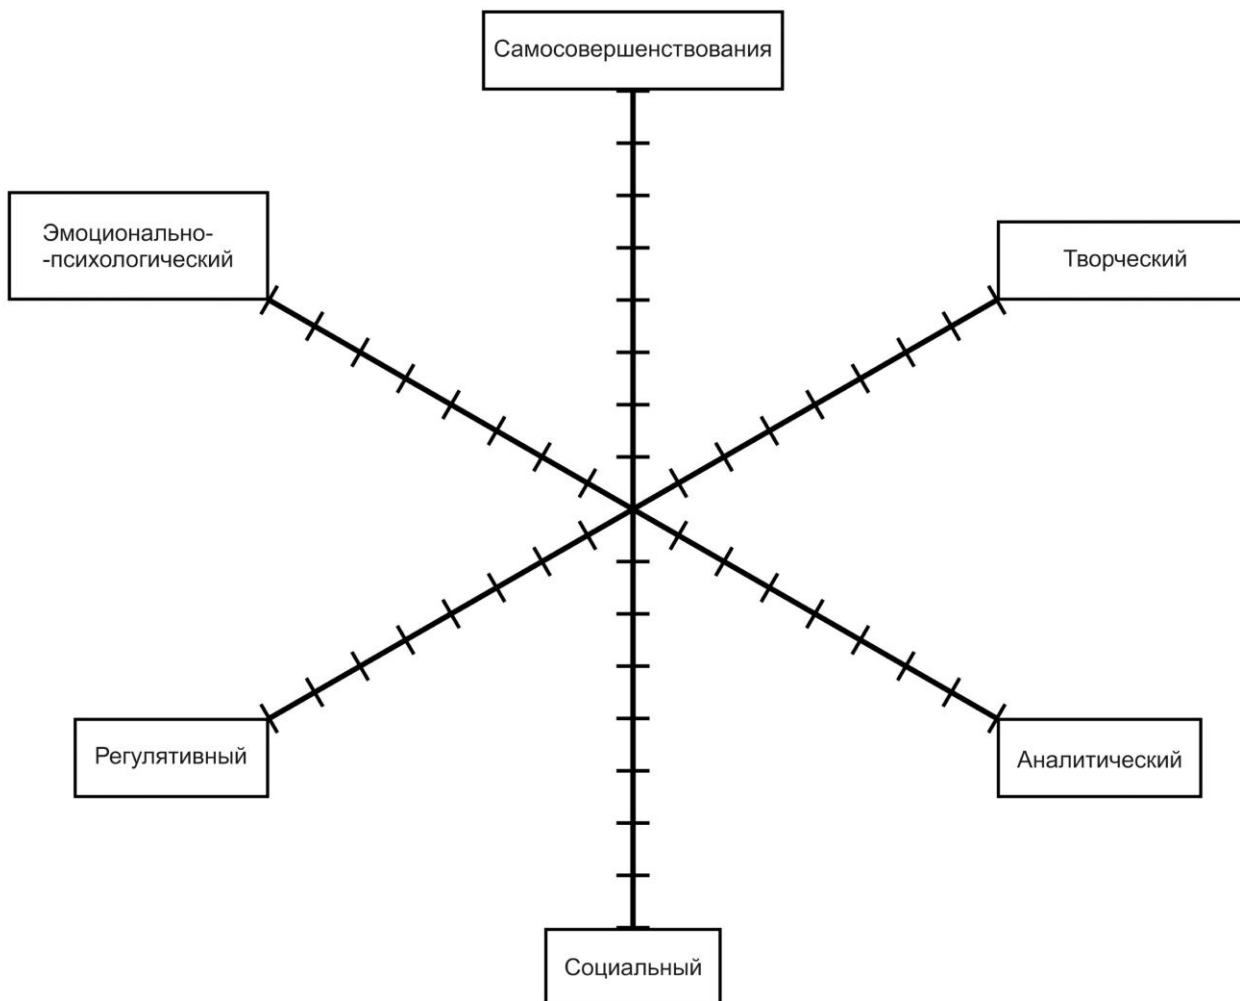 Самосовершенствования
Эмоционально-
-психологический
Творческий
Регулятивный
Аналитический
Социальный